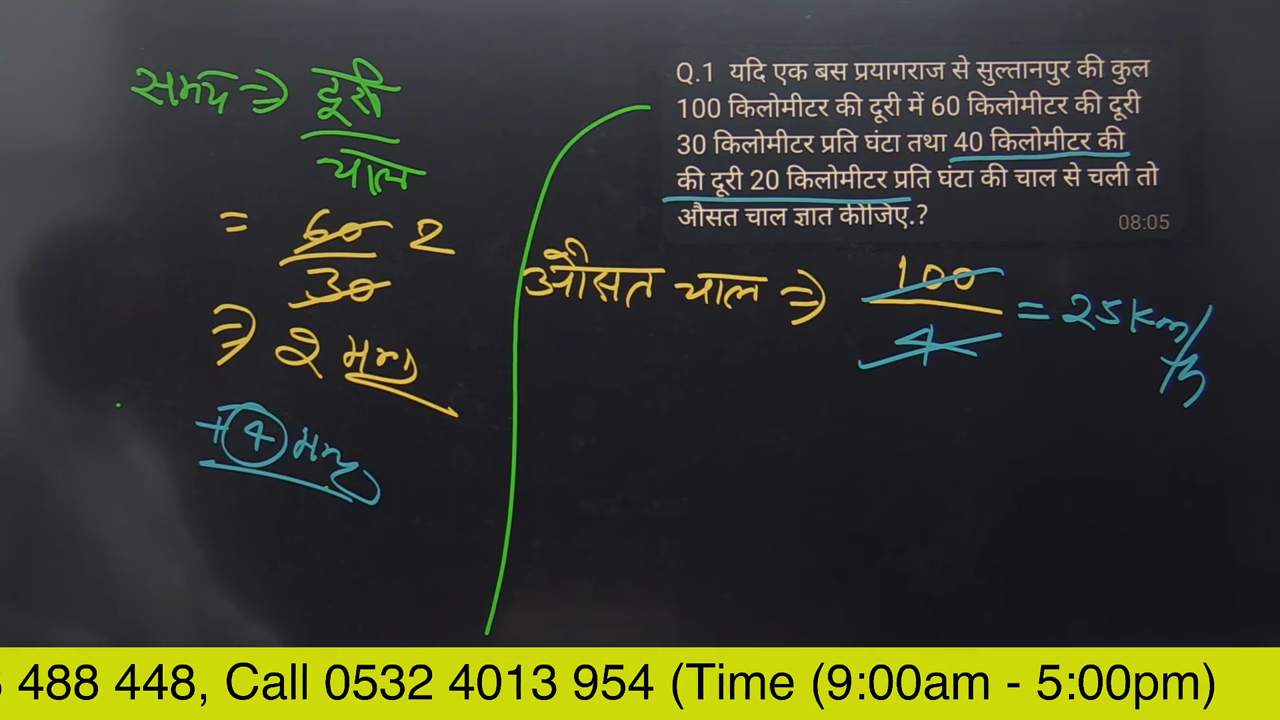 समय ⇒ दूरी
चाल
= 60 2
30
⇒ 2
+ 4
Q.1 यदि एक बस प्रयागराज से सुल्तानपुर की कुल
100 किलोमीटर की दूरी में 60 किलोमीटर की दूरी
30 किलोमीटर प्रति घंटा तथा 40 किलोमीटर की
की दूरी 20 किलोमीटर प्रति घंटा की चाल से चली तो
औसत चाल ज्ञात कीजिए.?
08:05
औसत चाल ⇒ 100 = 25 Km/h
4
488 448, Call 0532 4013 954 (Time (9:00am - 5:00pm)